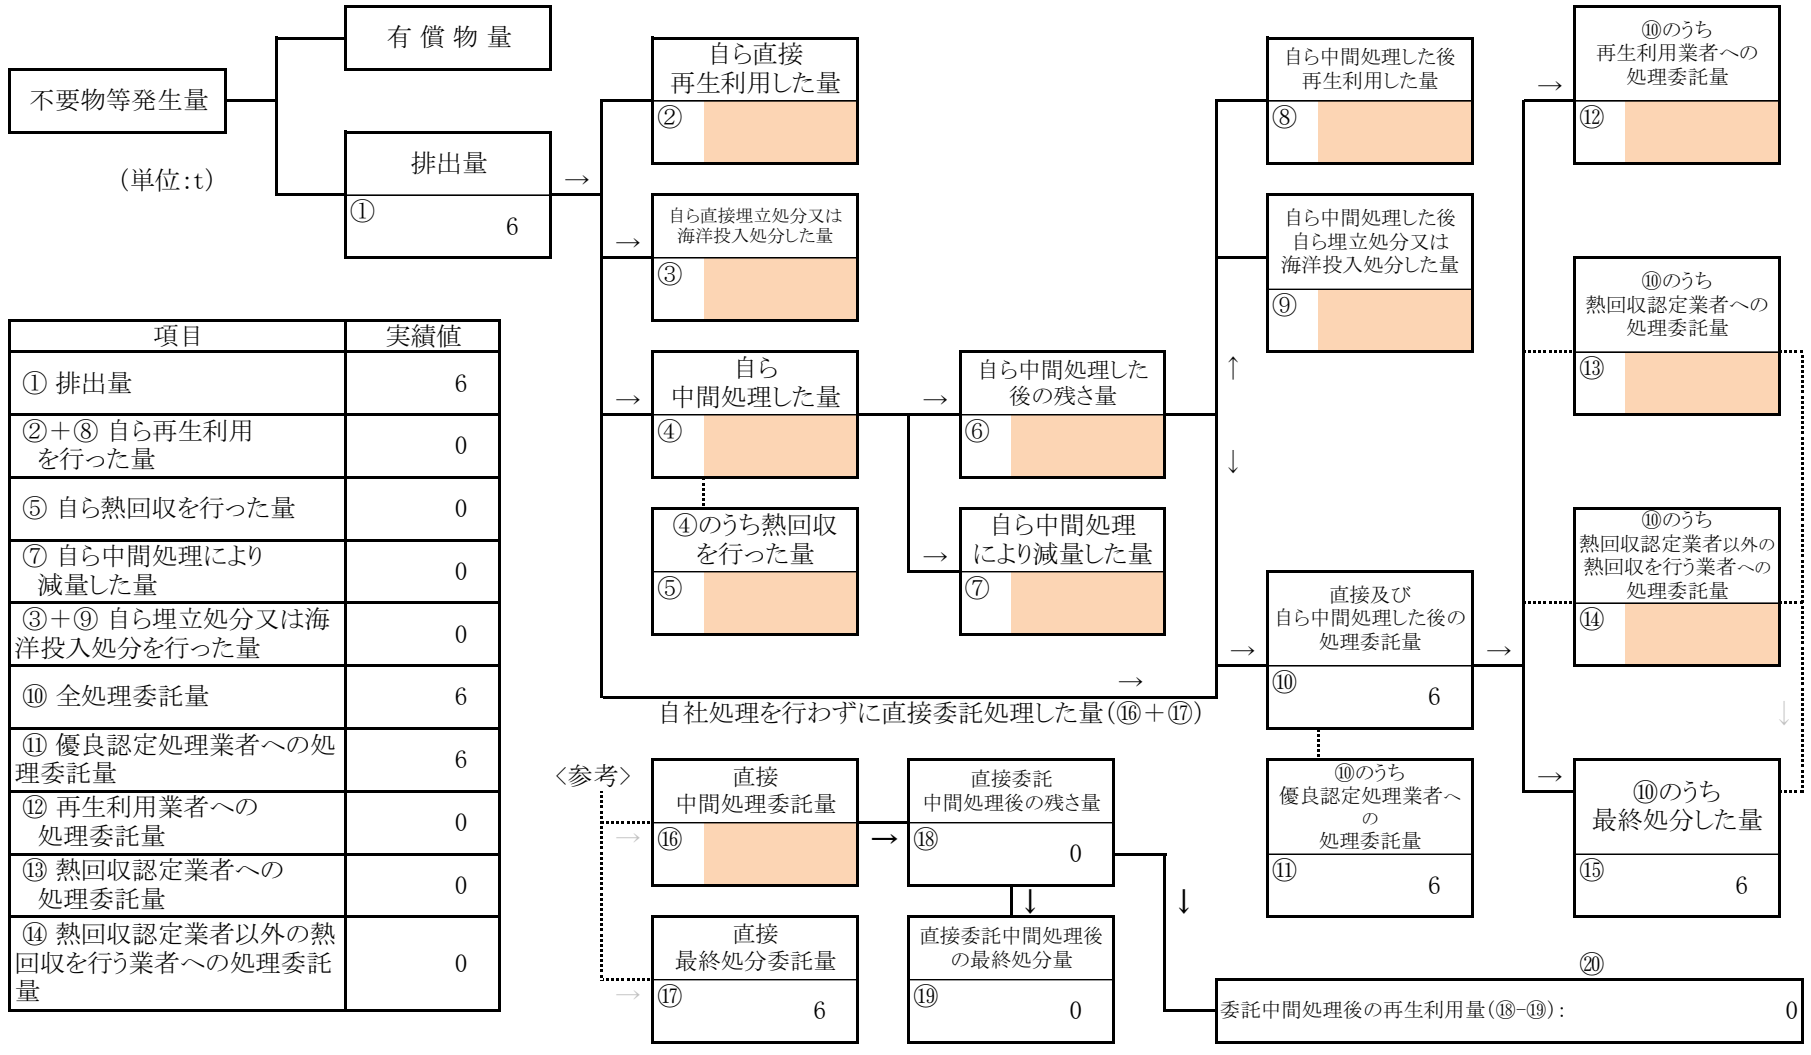 不要物等発生量
(単位:t)
有 償 物 量
排出量
①
6
→
自ら直接
再生利用した量
②
→
自ら直接埋立処分又は
海洋投入処分した量
③
→
自ら
中間処理した量
④
④のうち熱回収
を行った量
⑤
→
自ら中間処理した
後の残さ量
⑥
→
自ら中間処理
により減量した量
⑦
自ら中間処理した後
再生利用した量
⑧
自ら中間処理した後
自ら埋立処分又は
海洋投入処分した量
⑨
↑
↓
→
自社処理を行わずに直接委託処理した量(⑯+⑰)
→
直接及び
自ら中間処理した後の
処理委託量
⑩
6
⑩のうち
優良認定処理業者へ
の
処理委託量
⑪
6
→
→
⑩のうち
再生利用業者への
処理委託量
⑫
⑩のうち
熱回収認定業者への
処理委託量
⑬
⑩のうち
熱回収認定業者以外の
熱回収を行う業者への
処理委託量
⑭
↓
→
⑩のうち
最終処分した量
⑮
6
項目 実績値
① 排出量 6
②+⑧ 自ら再生利用
を行った量 0
⑤ 自ら熱回収を行った量 0
⑦ 自ら中間処理により
減量した量 0
③+⑨ 自ら埋立処分又は海
洋投入処分を行った量 0
⑩ 全処理委託量 6
⑪ 優良認定処理業者への処
理委託量 6
⑫ 再生利用業者への
処理委託量 0
⑬ 熱回収認定業者への
処理委託量 0
⑭ 熱回収認定業者以外の熱
回収を行う業者への処理委託
量 0
<参考>
→
直接
中間処理委託量
⑯
→
直接委託
中間処理後の残さ量
⑱
0
↓
↓
→
直接
最終処分委託量
⑰
6
直接委託中間処理後
の最終処分量
⑲
0
⑳
委託中間処理後の再生利用量(⑱-⑲): 0